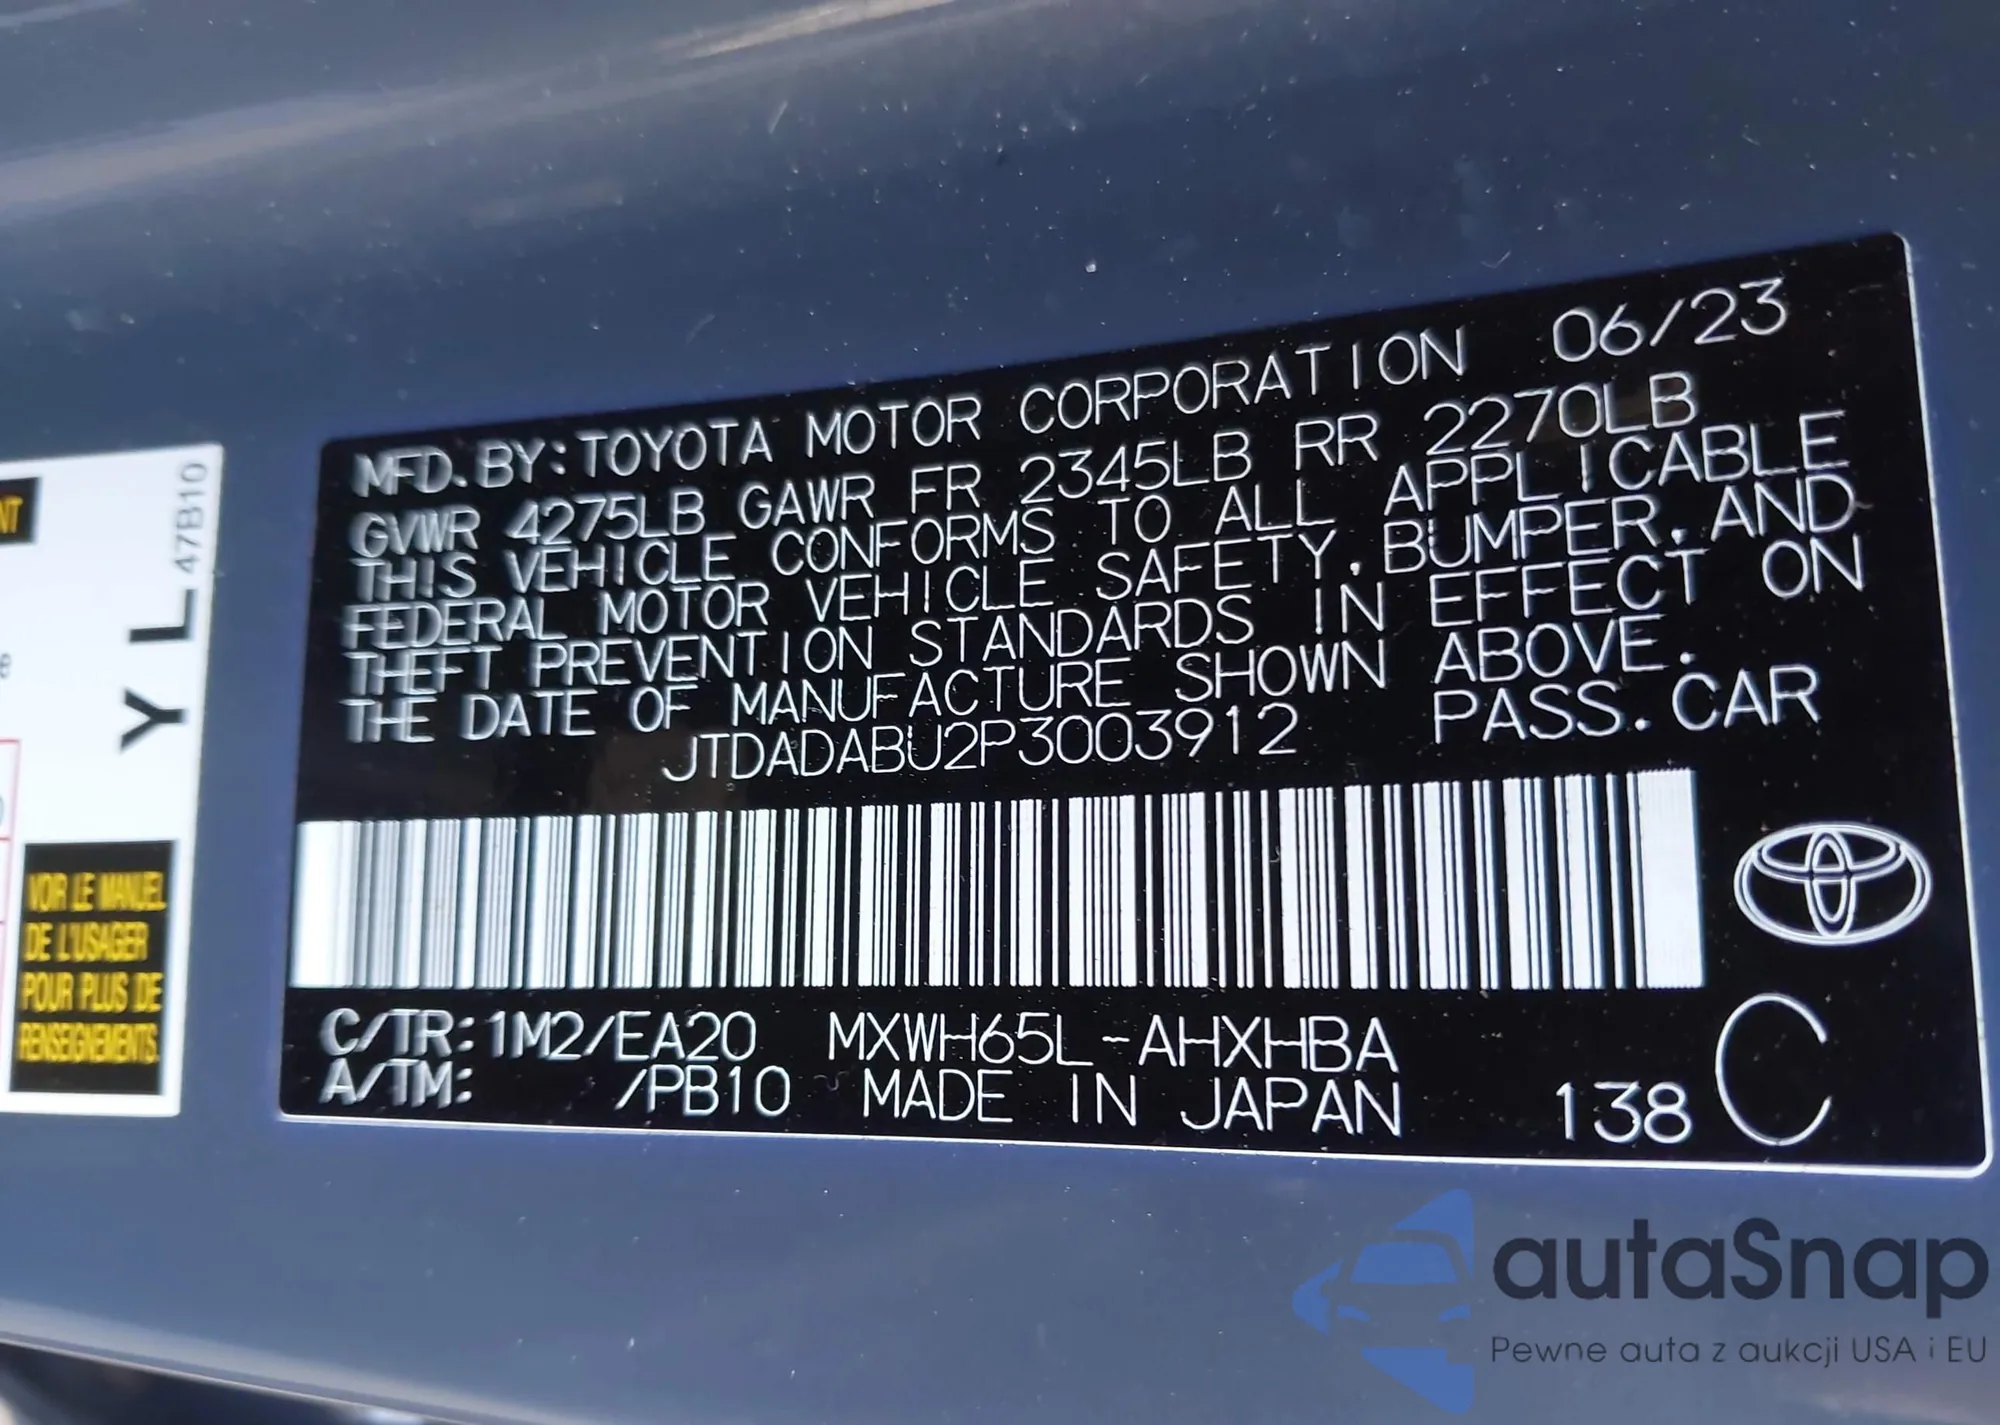 MFD. BY: TOYOTA MOTOR CORPORATION 06/23
GVWR 4275LB GAWR FR 2345LB RR 2270LB
THIS VEHICLE CONFORMS TO ALL APPLICABLE
FEDERAL MOTOR VEHICLE SAFETY, BUMPER, AND
THEFT PREVENTION STANDARDS IN EFFECT ON
THE DATE OF MANUFACTURE SHOWN ABOVE.
JTDADABU2P3003912 PASS. CAR
C/TR: 1M2/EA20 MXWH65L-AHXHBA
A/TM: /PB10 MADE IN JAPAN 138 C
NT
YL 47B10
VOIR LE MANUEL
DE L'USAGER
POUR PLUS DE
RENSEIGNEMENTS.
autaSnap
Pewne auta z aukcji USA i EU